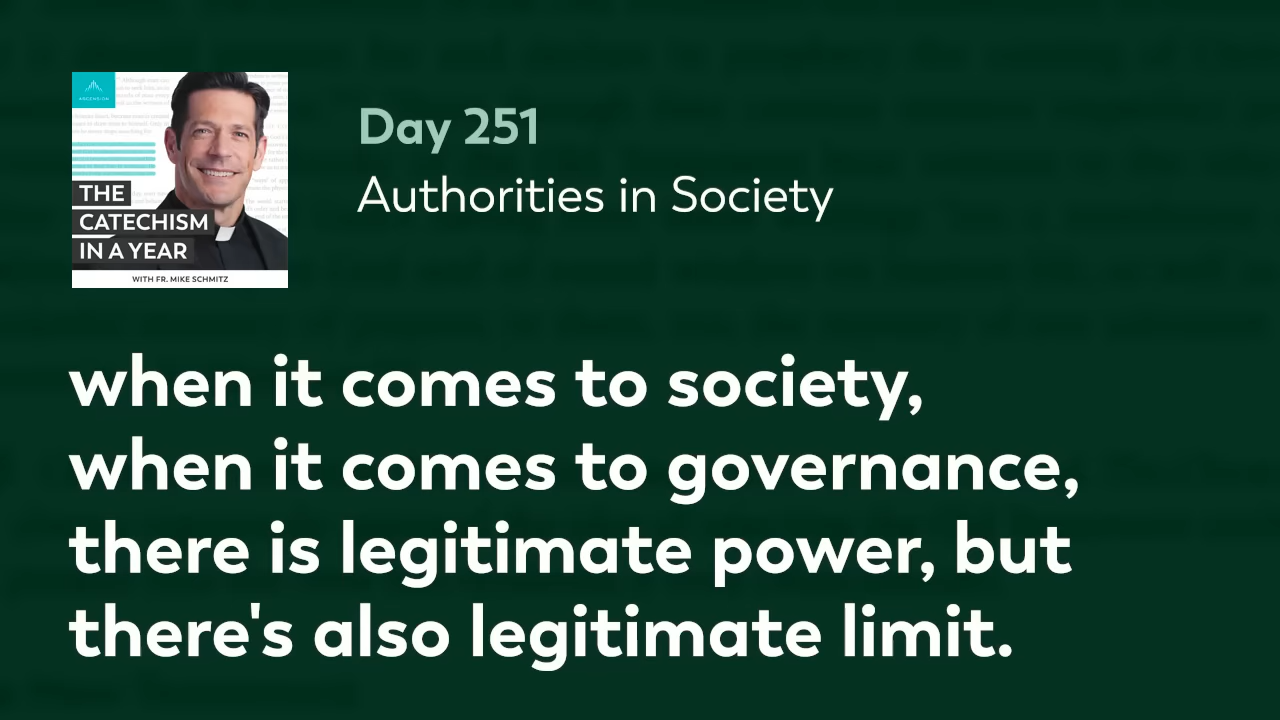 ASCENSION
THE
CATECHISM
IN A YEAR
WITH FR. MIKE SCHMITZ
Day 251
Authorities in Society
when it comes to society,
when it comes to governance,
there is legitimate power, but
there's also legitimate limit.